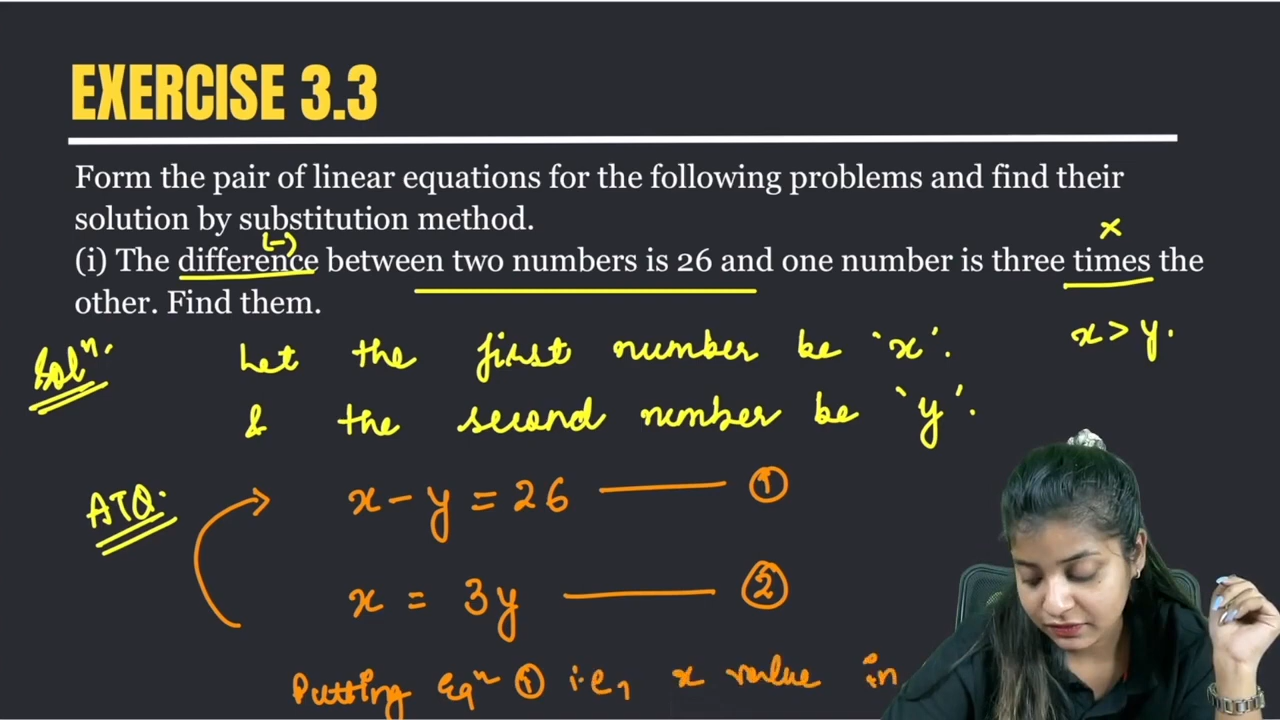 EXERCISE 3.3
Form the pair of linear equations for the following problems and find their
solution by substitution method.
(-) ×
(i) The difference between two numbers is 26 and one number is three times the
other. Find them.
Solⁿ. Let the first number be 'x'. x > y.
& the second number be 'y'.
ATQ. x - y = 26 ——— ①
x = 3y ——— ②
Putting Eqⁿ ① i.e, x value in